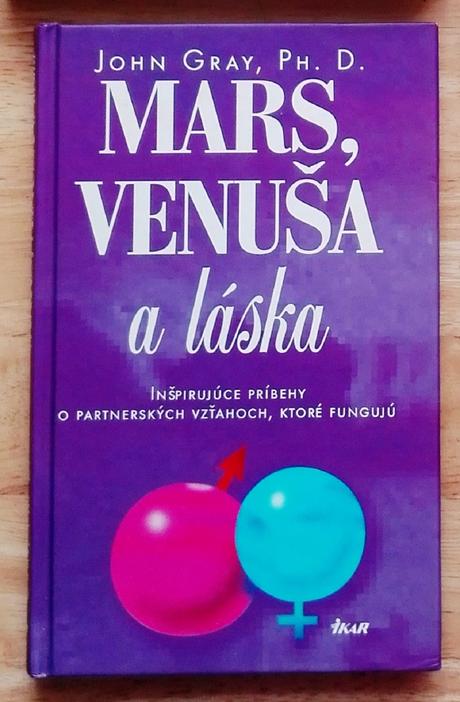 JOHN GRAY, PH. D.
MARS,
VENUŠA
a láska
INŠPIRUJÚCE PRÍBEHY
O PARTNERSKÝCH VZŤAHOCH, KTORÉ FUNGUJÚ
IKAR